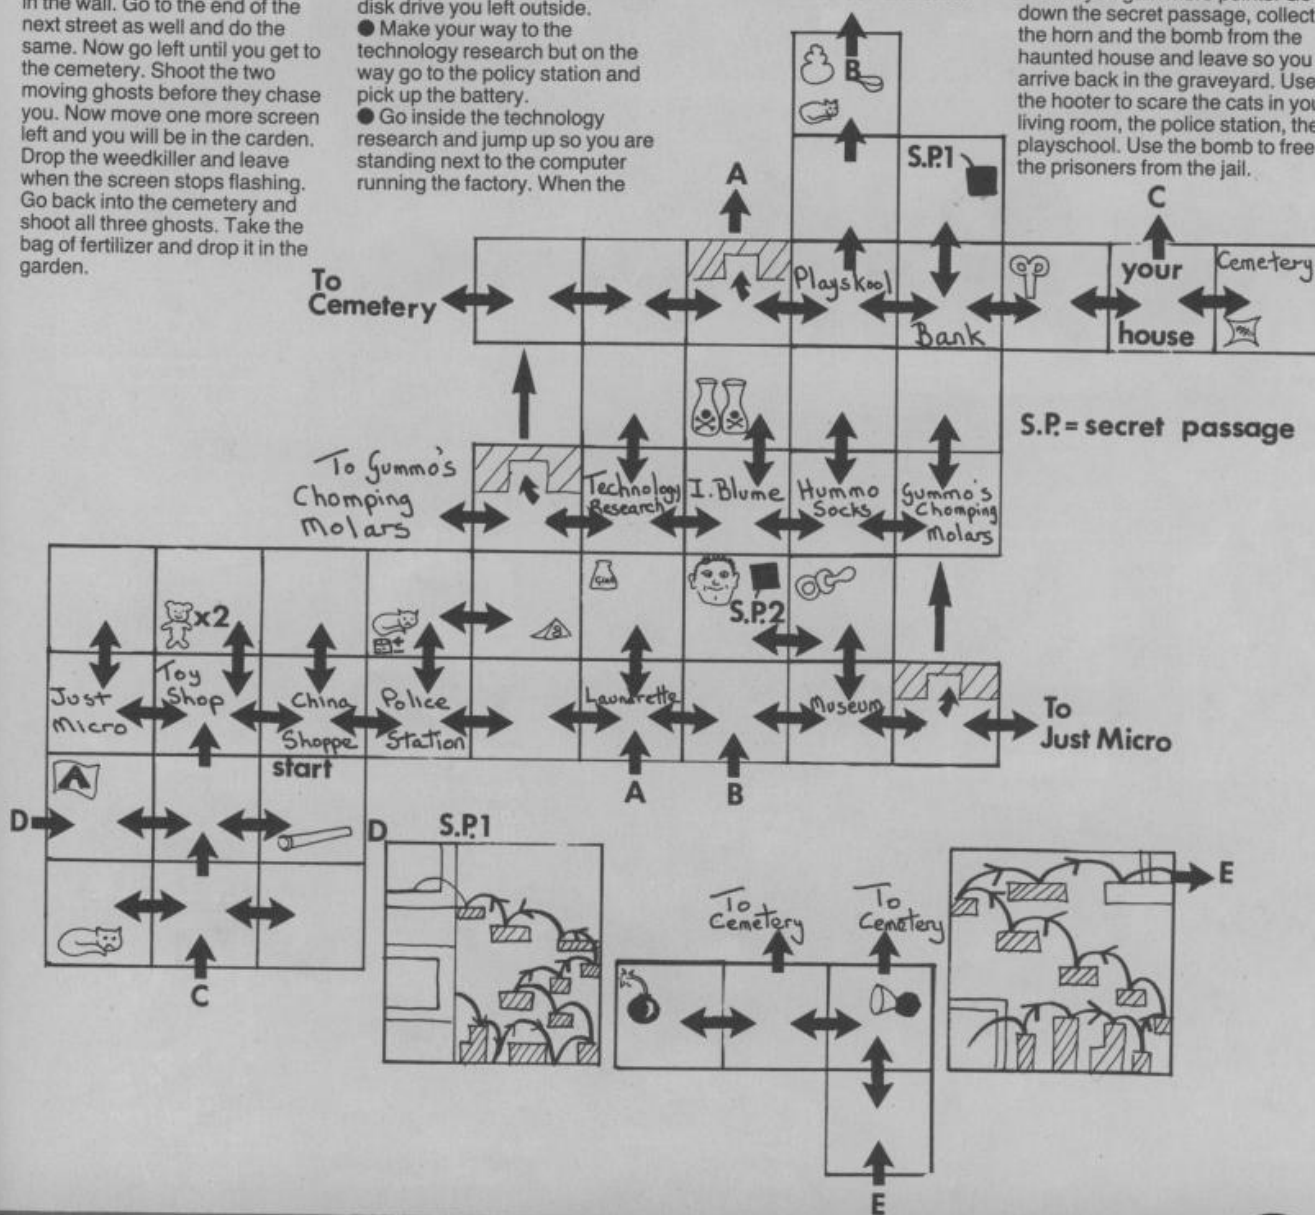 in the wall. Go to the end of the
next street as well and do the
same. Now go left until you get to
the cemetery. Shoot the two
moving ghosts before they chase
you. Now move one more screen
left and you will be in the carden.
Drop the weedkiller and leave
when the screen stops flashing.
Go back into the cemetery and
shoot all three ghosts. Take the
bag of fertilizer and drop it in the
garden.
disk drive you left outside.
● Make your way to the
technology research but on the
way go to the policy station and
pick up the battery.
● Go inside the technology
research and jump up so you are
standing next to the computer
running the factory. When the
down the secret passage, collect
the horn and the bomb from the
haunted house and leave so you
arrive back in the graveyard. Use
the hooter to scare the cats in you
living room, the police station, the
playschool. Use the bomb to free
the prisoners from the jail.
B
S.P.1
A
C
To
Cemetery
Playskool
Bank
your
house
Cemetery
S.P. = secret passage
To Gummo's
Chomping
Molars
Technology
Research
I. Blume
Hummo
Socks
Gummo's
Chomping
Molars
x2
S.P.2
Just
Micro
Toy
Shop
China
Shoppe
Police
Station
Laundrette
Museum
To
Just Micro
start
A
A
B
D
D
S.P.1
C
To
Cemetery
To
Cemetery
E
E